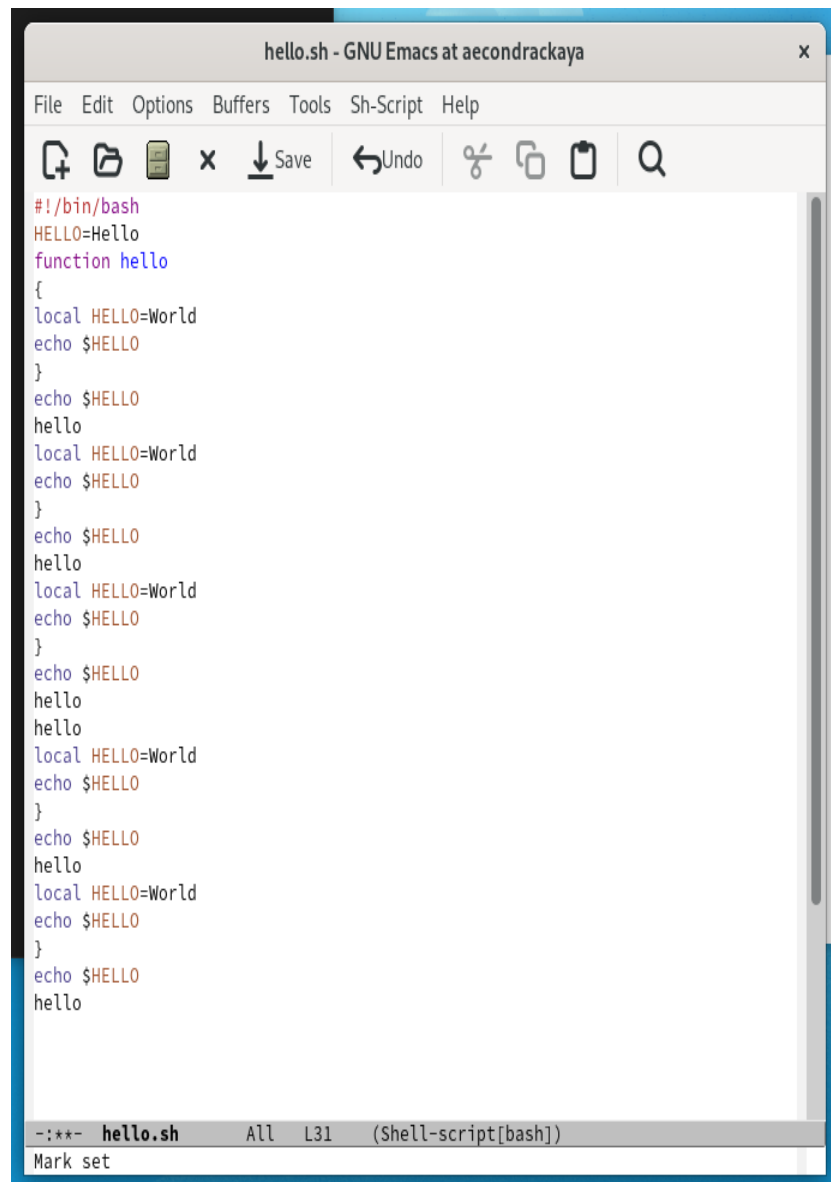 hello.sh - GNU Emacs at aecondrackaya
File Edit Options Buffers Tools Sh-Script Help
Save Undo
#!/bin/bash
HELLO=Hello
function hello
{
local HELLO=World
echo $HELLO
}
echo $HELLO
hello
local HELLO=World
echo $HELLO
}
echo $HELLO
hello
local HELLO=World
echo $HELLO
}
echo $HELLO
hello
hello
local HELLO=World
echo $HELLO
}
echo $HELLO
hello
local HELLO=World
echo $HELLO
}
echo $HELLO
hello
-:**- hello.sh All L31 (Shell-script[bash])
Mark set